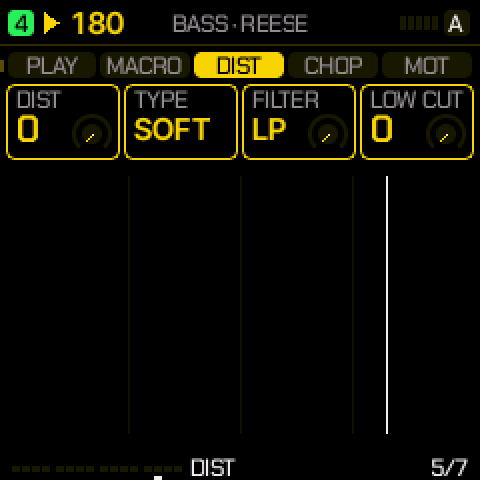 4 180 BASS·REESE A
PLAY MACRO DIST CHOP MOT
DIST TYPE FILTER LOW CUT
0 SOFT LP 0
DIST 5/7